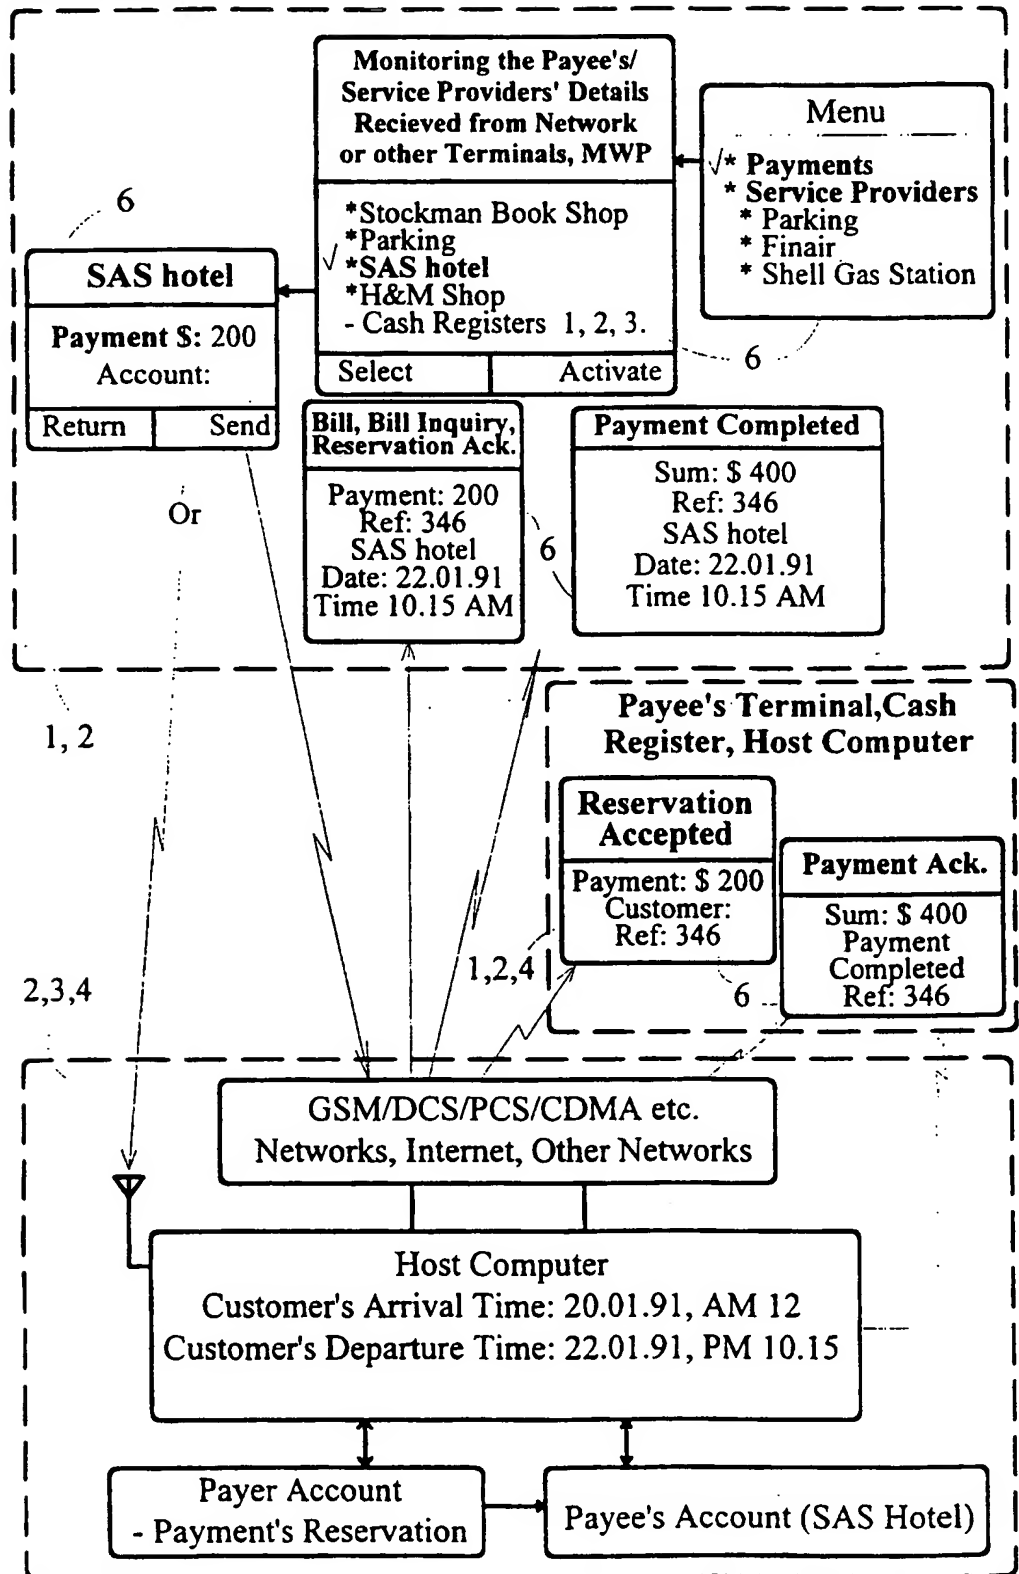 Monitoring the Payee's/
Service Providers' Details
Recieved from Network
or other Terminals, MWP
*Stockman Book Shop
*Parking
√ *SAS hotel
*H&M Shop
- Cash Registers 1, 2, 3.
Select Activate
Menu
√* Payments
* Service Providers
* Parking
* Finair
* Shell Gas Station
6
6
SAS hotel
Payment $: 200
Account:
Return Send
Or
Bill, Bill Inquiry,
Reservation Ack.
Payment: 200
Ref: 346
SAS hotel
Date: 22.01.91
Time 10.15 AM
6
Payment Completed
Sum: $ 400
Ref: 346
SAS hotel
Date: 22.01.91
Time 10.15 AM
1, 2
Payee's Terminal,Cash
Register, Host Computer
Reservation
Accepted
Payment: $ 200
Customer:
Ref: 346
Payment Ack.
Sum: $ 400
Payment
Completed
Ref: 346
1,2,4
6
2,3,4
GSM/DCS/PCS/CDMA etc.
Networks, Internet, Other Networks
Host Computer
Customer's Arrival Time: 20.01.91, AM 12
Customer's Departure Time: 22.01.91, PM 10.15
Payer Account
- Payment's Reservation
Payee's Account (SAS Hotel)